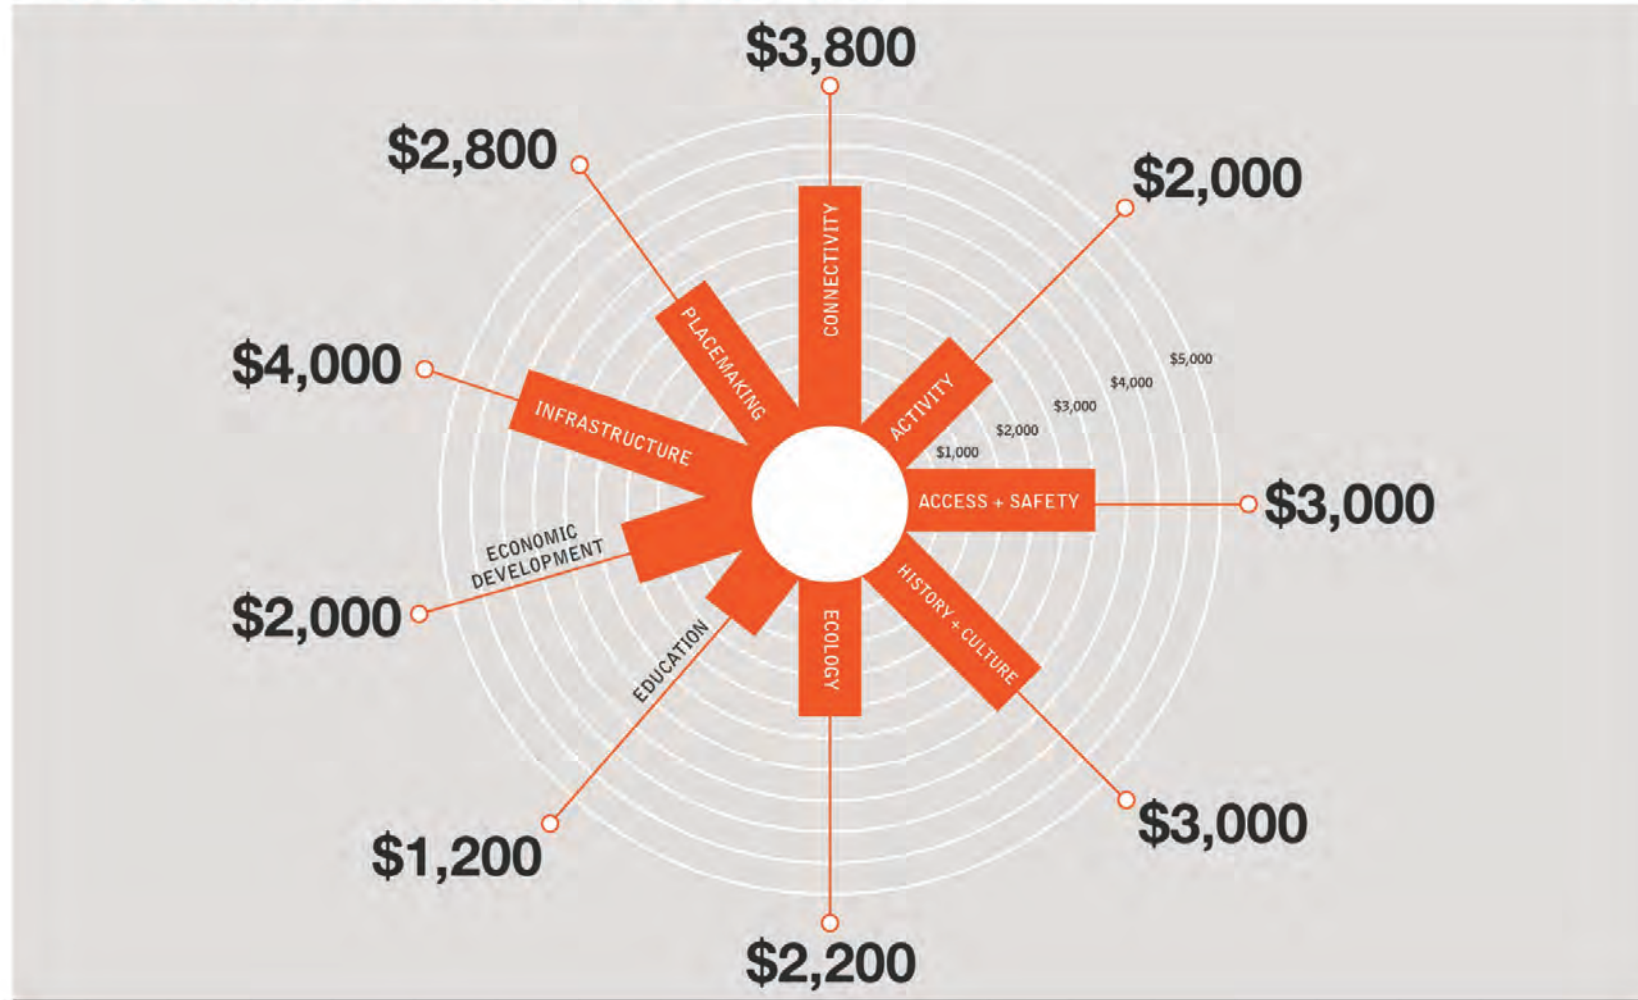 $3,800
$2,800
$2,000
$4,000
CONNECTIVITY
PLACEMAKING
ACTIVITY
INFRASTRUCTURE
$5,000
$4,000
$3,000
$2,000
$1,000
ACCESS + SAFETY
$3,000
ECONOMIC
DEVELOPMENT
$2,000
EDUCATION
ECOLOGY
HISTORY + CULTURE
$1,200
$3,000
$2,200